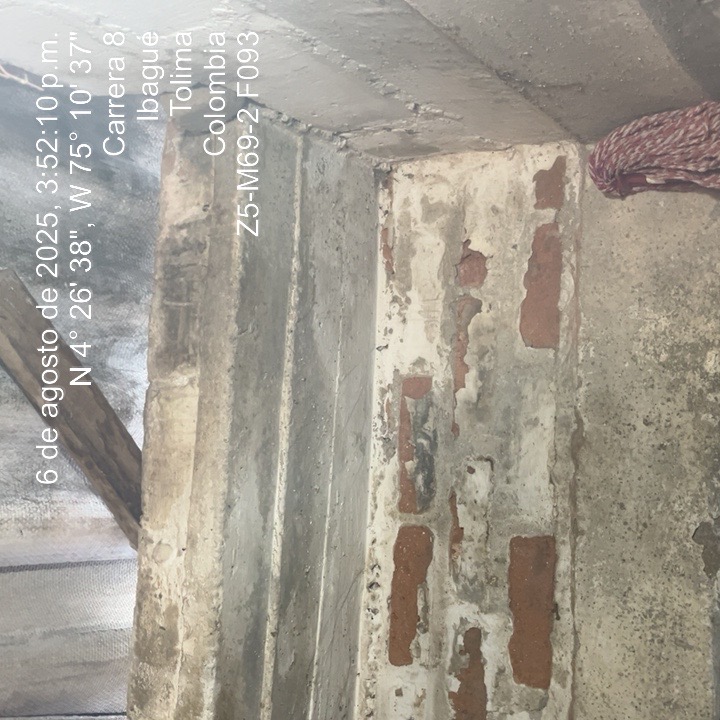 6 de agosto de 2025, 3:52:10 p.m.
N 4° 26' 38", W 75° 10' 37"
Carrera 8
Ibagué
Tolima
Colombia
Z5-M69-2 F093